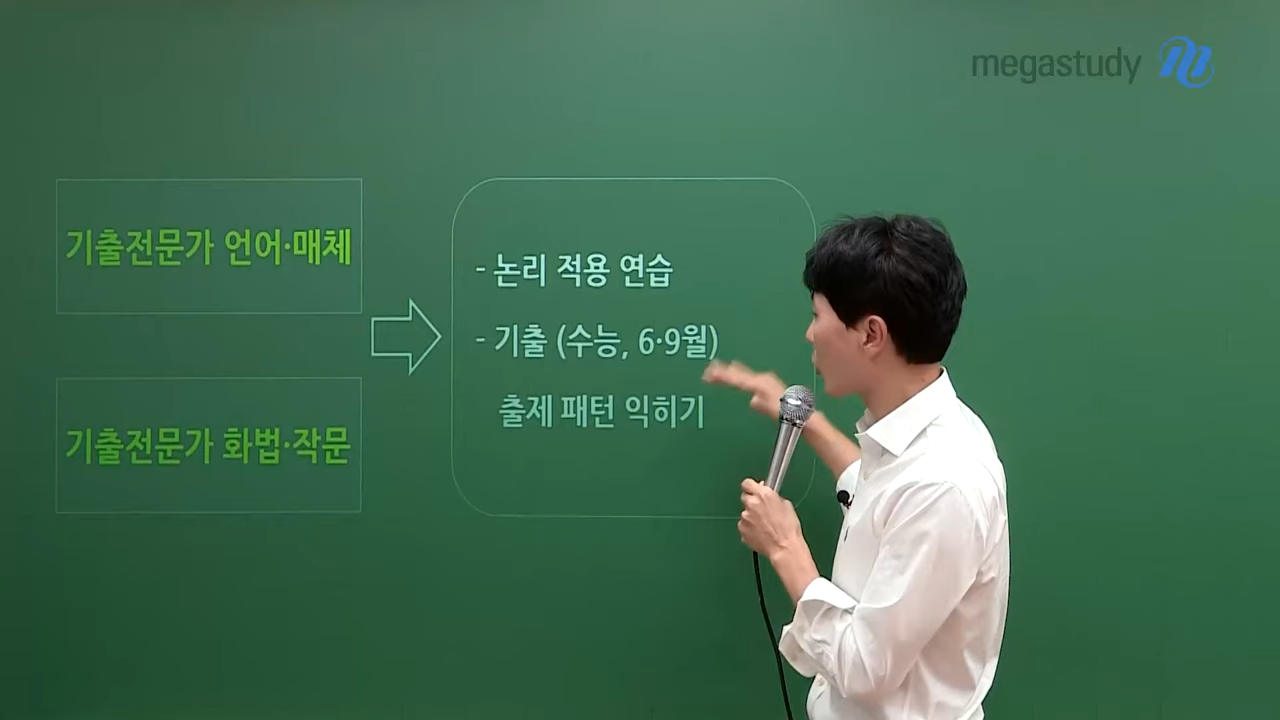 megastudy
기출전문가 언어·매체
기출전문가 화법·작문
- 논리 적용 연습
- 기출 (수능, 6·9월)
출제 패턴 익히기